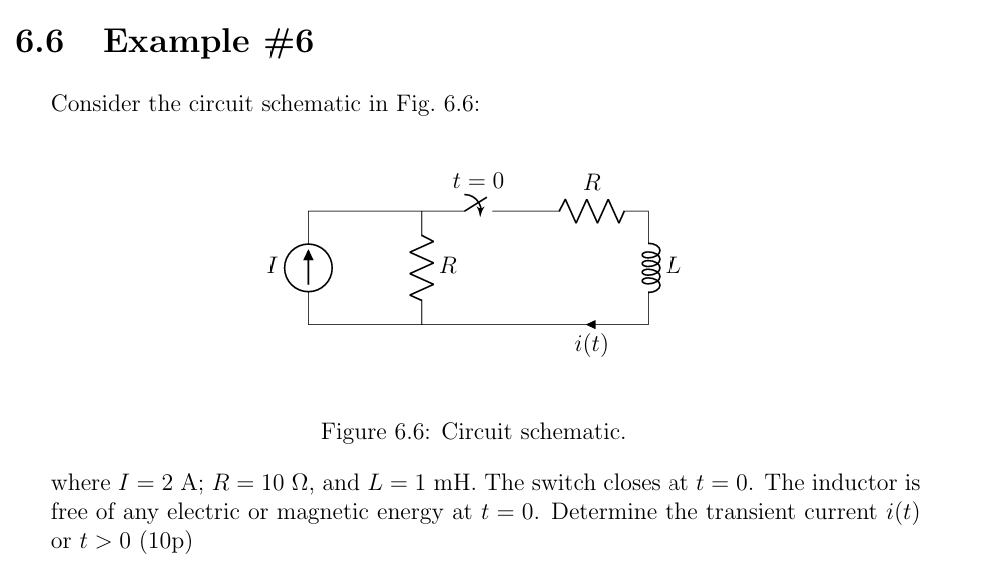 6.6 Example #6
Consider the circuit schematic in Fig. 6.6:
t = 0
R
I
R
L
i(t)
Figure 6.6: Circuit schematic.
where I = 2 A; R = 10 Ω, and L = 1 mH. The switch closes at t = 0. The inductor is
free of any electric or magnetic energy at t = 0. Determine the transient current i(t)
or t > 0 (10p)